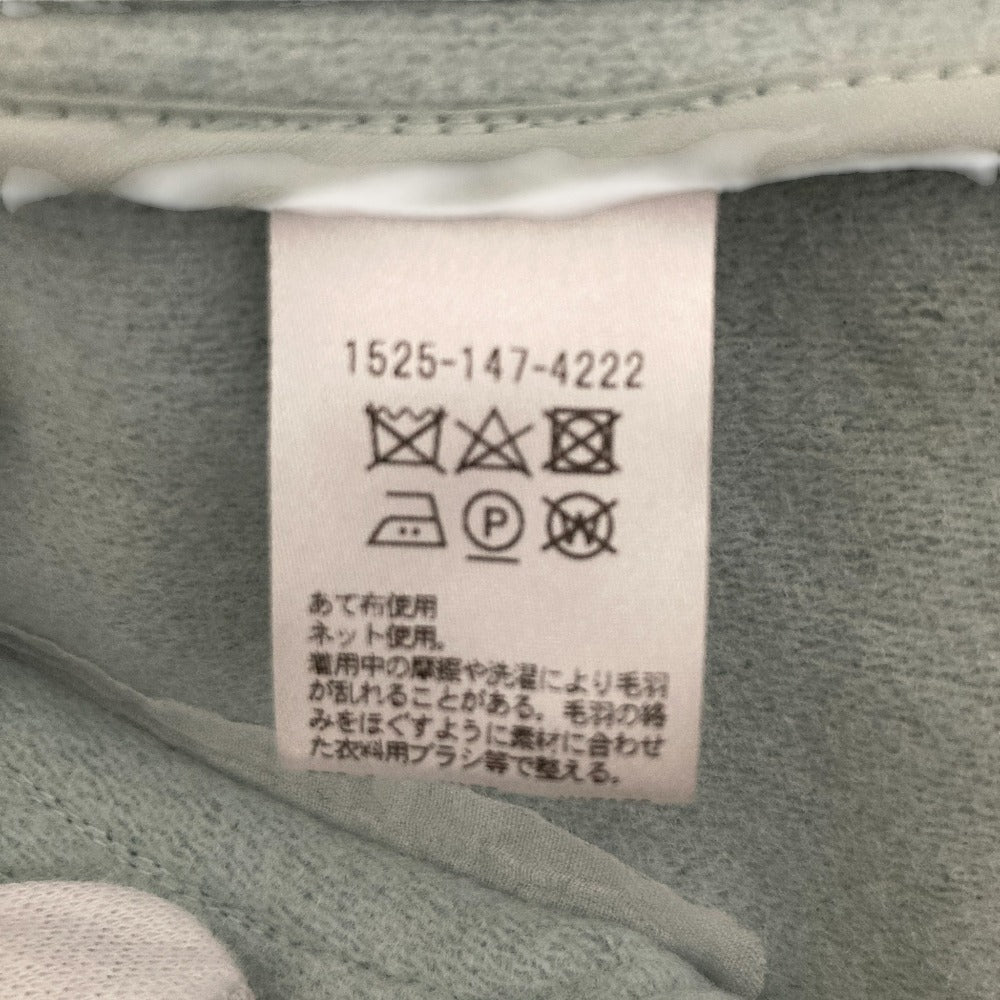 1525-147-4222
P
W
あて布使用
ネット使用。
着用中の摩擦や洗濯により毛羽
が乱れることがある。毛羽の絡
みをほぐすように素材に合わせ
た衣料用ブラシ等で整える。